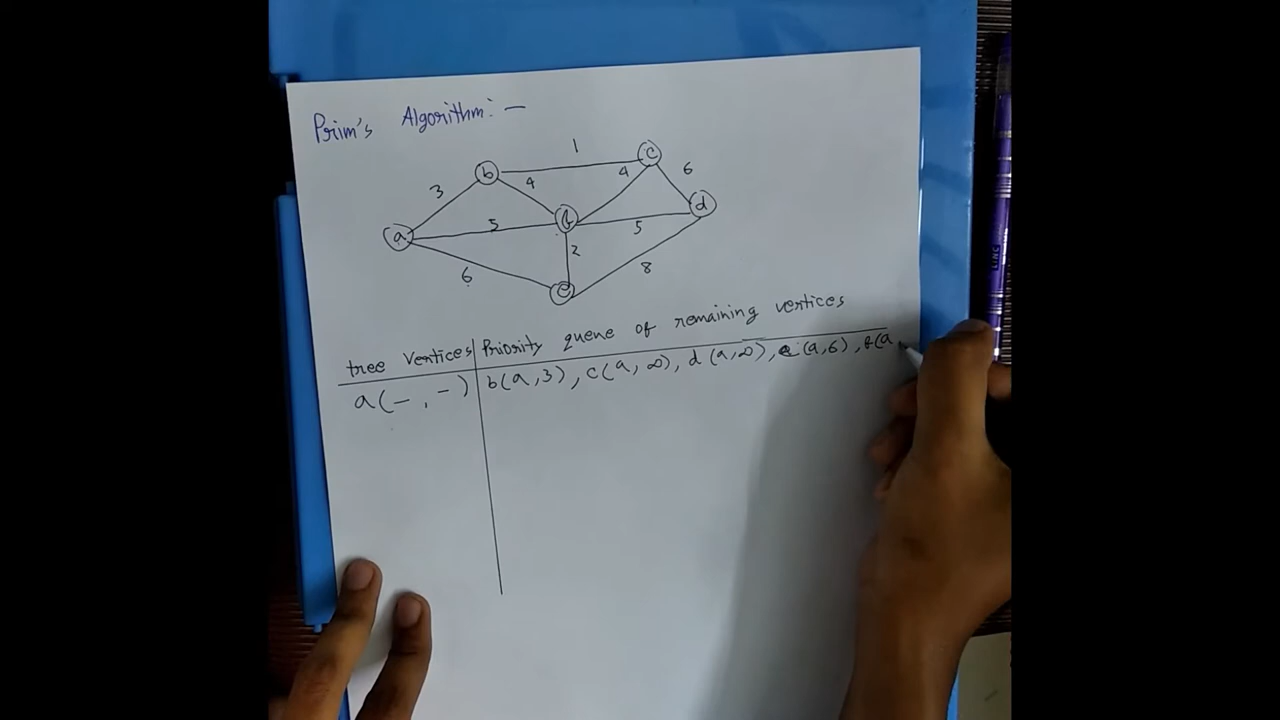 Prim's Algorithm: -
1
b
c
3
4
4
6
a
5
f
5
d
2
6
e
8
tree vertices Priority queue of remaining vertices
a(-, -) b(a,3), c(a, ∞), d(a,∞), e(a,6), f(a
LINC